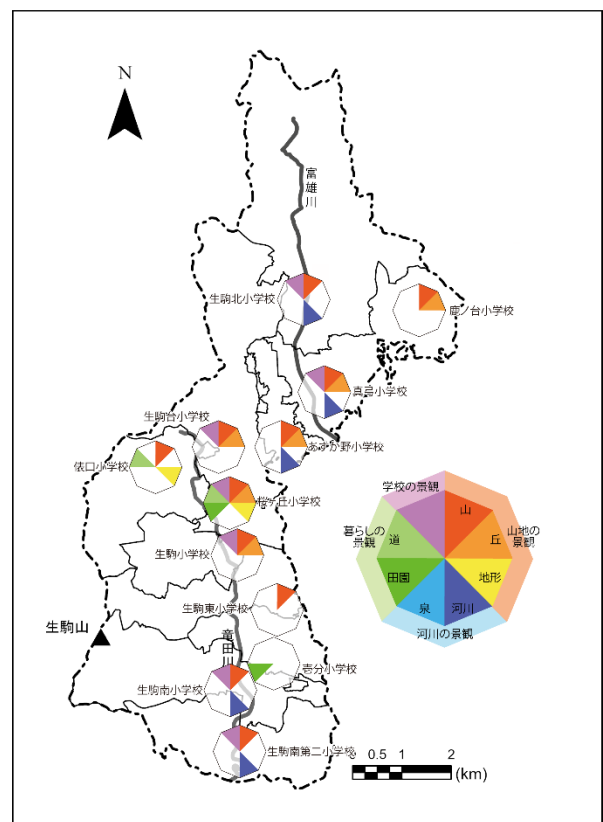 N
富雄川
生駒北小学校
鹿ノ台小学校
真弓小学校
生駒台小学校
あすか野小学校
俵口小学校
桜ヶ丘小学校
学校の景観
山
山地の
景観
暮らしの
景観
道
丘
生駒小学校
田園
地形
泉
河川
河川の景観
生駒東小学校
生駒山
竜田川
壱分小学校
生駒南小学校
生駒南第二小学校
0.5 1 2
(km)